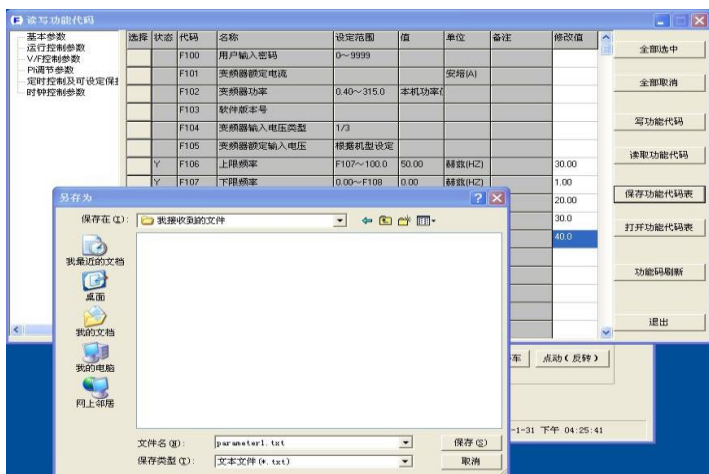 读写功能代码
基本参数
运行控制参数
V/F控制参数
PI调节参数
定时控制及可设定保
时钟控制参数
选择 状态 代码 名称 设定范围 值 单位 备注 修改值
F100 用户输入密码 0～9999
F101 变频器额定电流 安培(A)
F102 变频器功率 0.40～315.0 本机功率(
F103 软件版本号
F104 变频器输入电压类型 1/3
F105 变频器额定输入电压 根据机型设定
Y F106 上限频率 F107～100.0 50.00 赫兹(HZ) 30.00
Y F107 下限频率 0.00～F108 0.00 赫兹(HZ) 1.00
20.00
30.0
40.0
全部选中
全部取消
写功能代码
读取功能代码
保存功能代码表
打开功能代码表
功能码刷新
退出
另存为
保存在(I): 我接收到的文件
我最近的文档
桌面
我的文档
我的电脑
网上邻居
文件名(N): parameter1.txt 保存(S)
保存类型(T): 文本文件(*.txt) 取消
车 点动(反转)
-1-31 下午 04:25:41